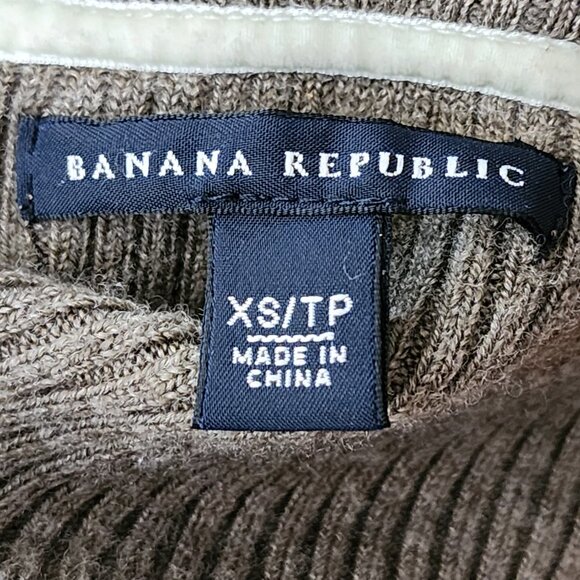 BANANA REPUBLIC
XS/TP
MADE IN
CHINA